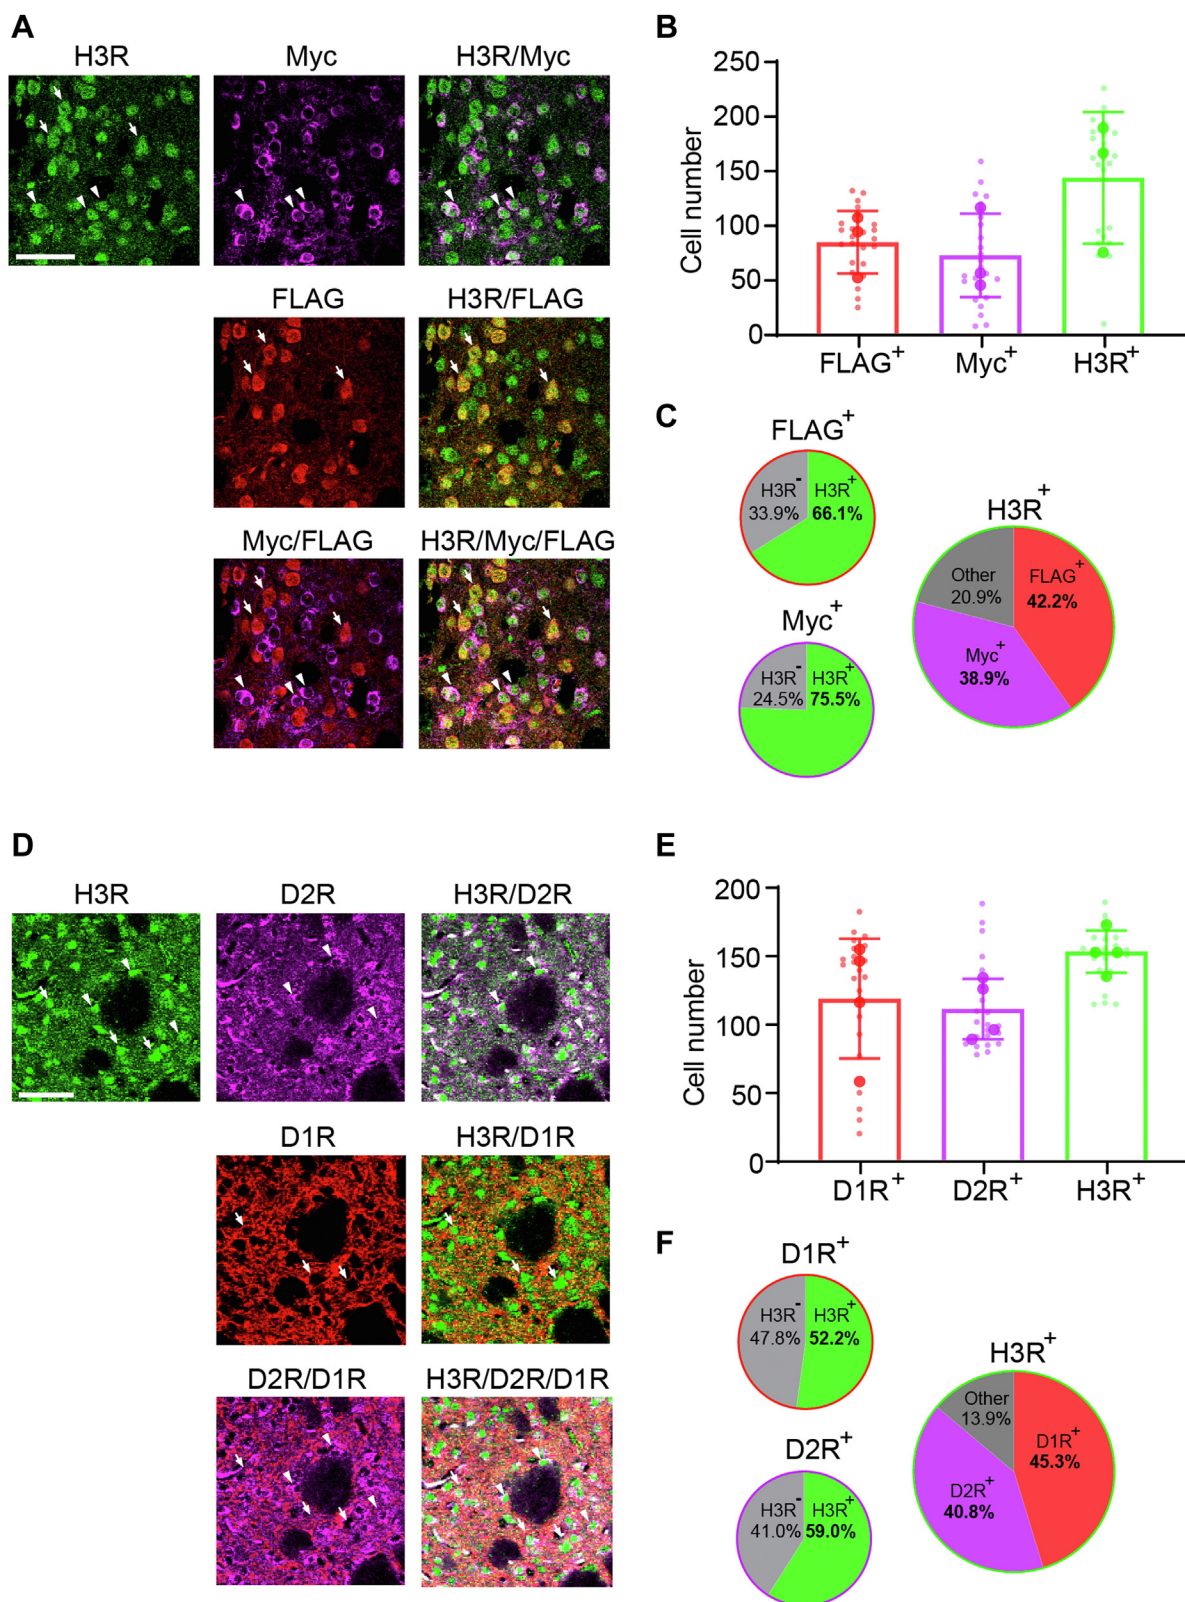 A
H3R
Myc
H3R/Myc
FLAG
H3R/FLAG
Myc/FLAG
H3R/Myc/FLAG
B
250
200
150
100
50
0
Cell number
FLAG+
Myc+
H3R+
C
FLAG+
H3R-
33.9%
H3R+
66.1%
Myc+
H3R-
24.5%
H3R+
75.5%
H3R+
Other
20.9%
FLAG+
42.2%
Myc+
38.9%
D
H3R
D2R
H3R/D2R
D1R
H3R/D1R
D2R/D1R
H3R/D2R/D1R
E
200
150
100
50
0
Cell number
D1R+
D2R+
H3R+
F
D1R+
H3R-
47.8%
H3R+
52.2%
D2R+
H3R-
41.0%
H3R+
59.0%
H3R+
Other
13.9%
D1R+
45.3%
D2R+
40.8%